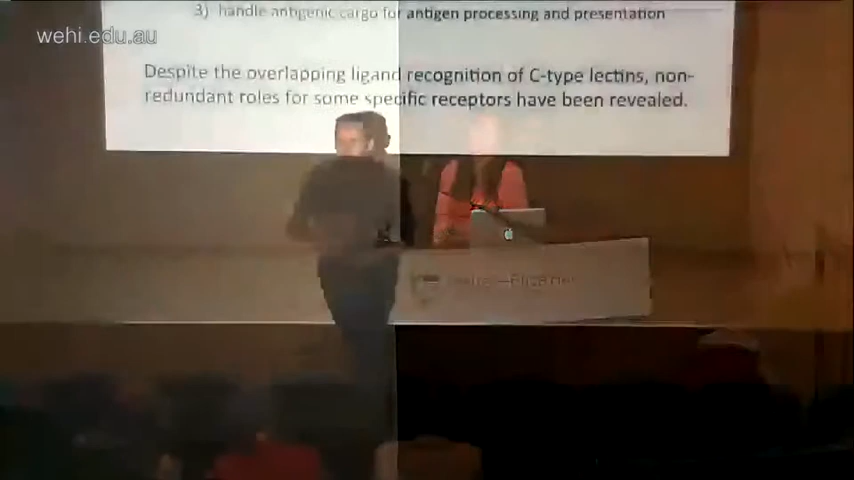 3) handle antigenic cargo for antigen processing and presentation
wehi.edu.au
Despite the overlapping ligand recognition of C-type lectins, non-
redundant roles for some specific receptors have been revealed.